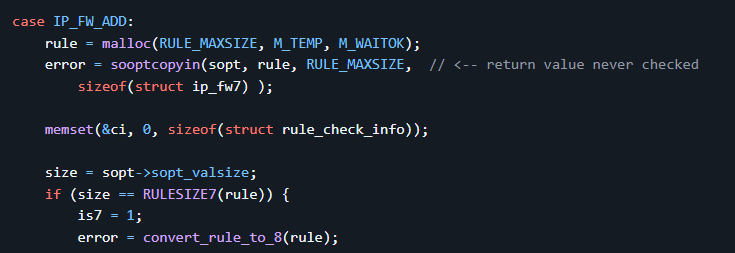 case IP_FW_ADD:
rule = malloc(RULE_MAXSIZE, M_TEMP, M_WAITOK);
error = sooptcopyin(sopt, rule, RULE_MAXSIZE,  // <-- return value never checked
sizeof(struct ip_fw7) );
memset(&ci, 0, sizeof(struct rule_check_info));
size = sopt->sopt_valsize;
if (size == RULESIZE7(rule)) {
is7 = 1;
error = convert_rule_to_8(rule);